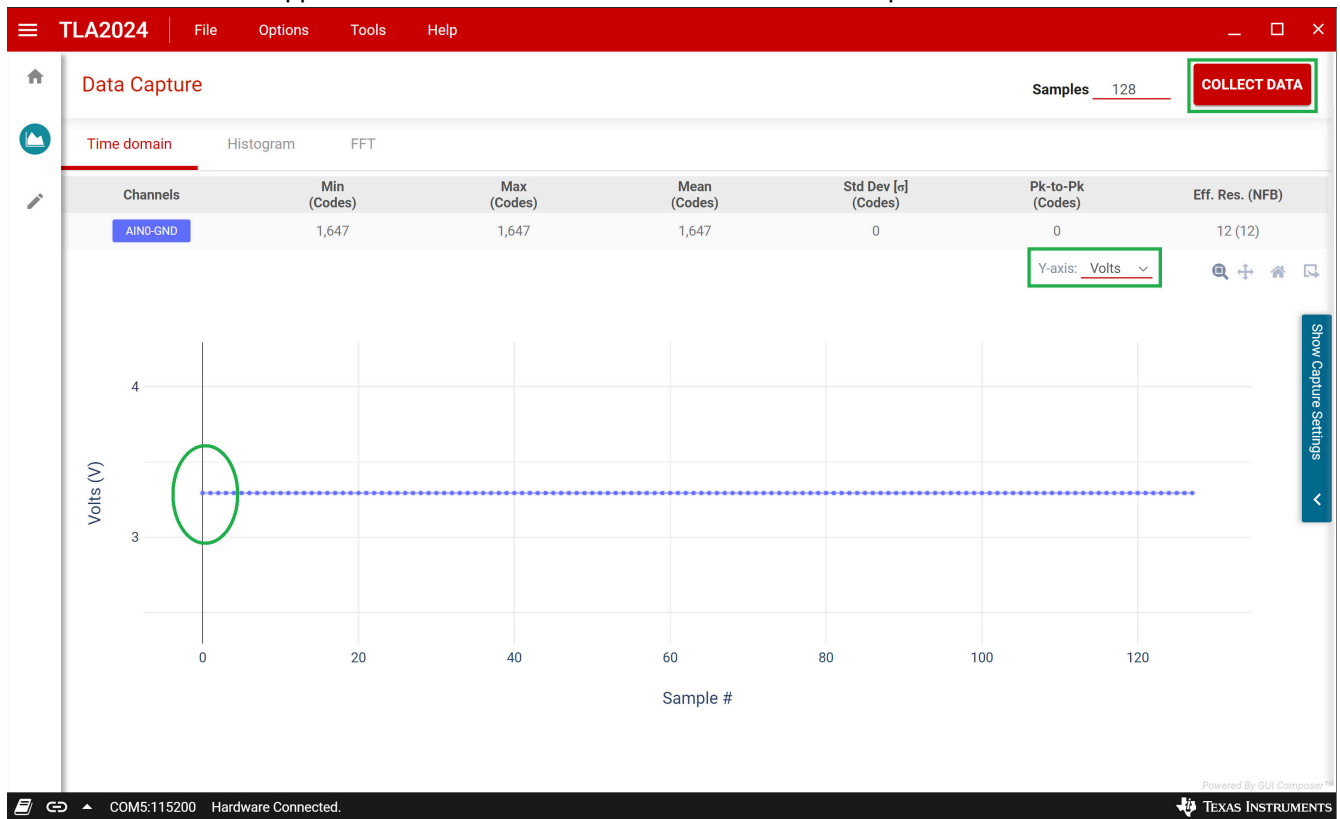 TLA2024 File Options Tools Help
Data Capture
Samples 128
COLLECT DATA
Time domain Histogram FFT
Channels Min (Codes) Max (Codes) Mean (Codes) Std Dev [σ] (Codes) Pk-to-Pk (Codes) Eff. Res. (NFB)
AIN0-GND 1,647 1,647 1,647 0 0 12 (12)
Y-axis: Volts
Show Capture Settings
4
3
Volts (V)
0 20 40 60 80 100 120
Sample #
Powered By GUI Composer™
COM5:115200 Hardware Connected.
TEXAS INSTRUMENTS